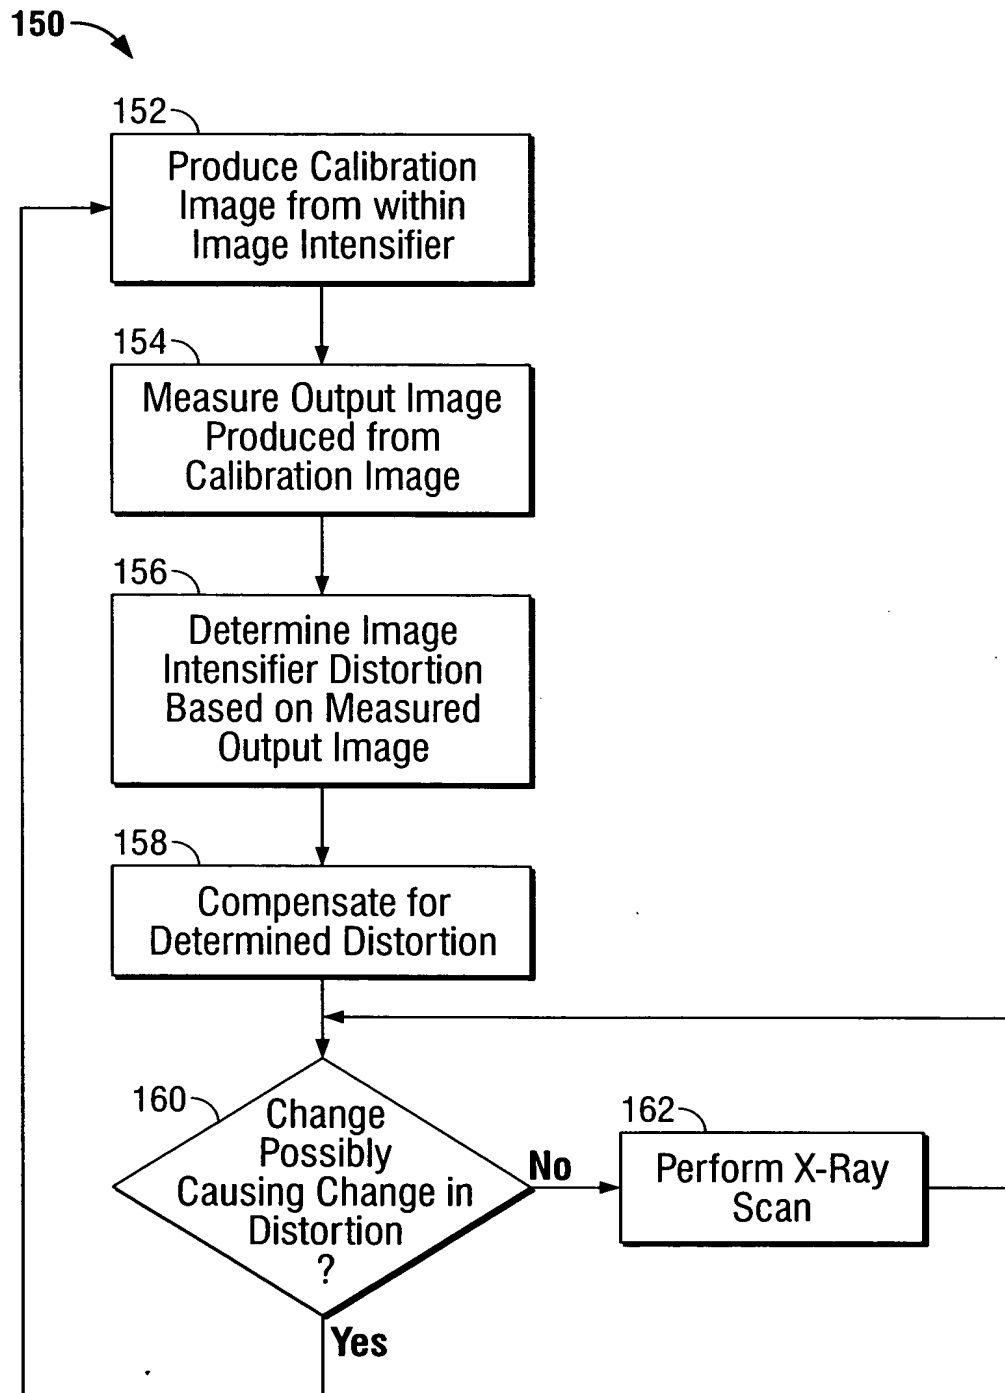 150
152
Produce Calibration
Image from within
Image Intensifier
154
Measure Output Image
Produced from
Calibration Image
156
Determine Image
Intensifier Distortion
Based on Measured
Output Image
158
Compensate for
Determined Distortion
160
Change
Possibly
Causing Change in
Distortion
?
No
162
Perform X-Ray
Scan
Yes